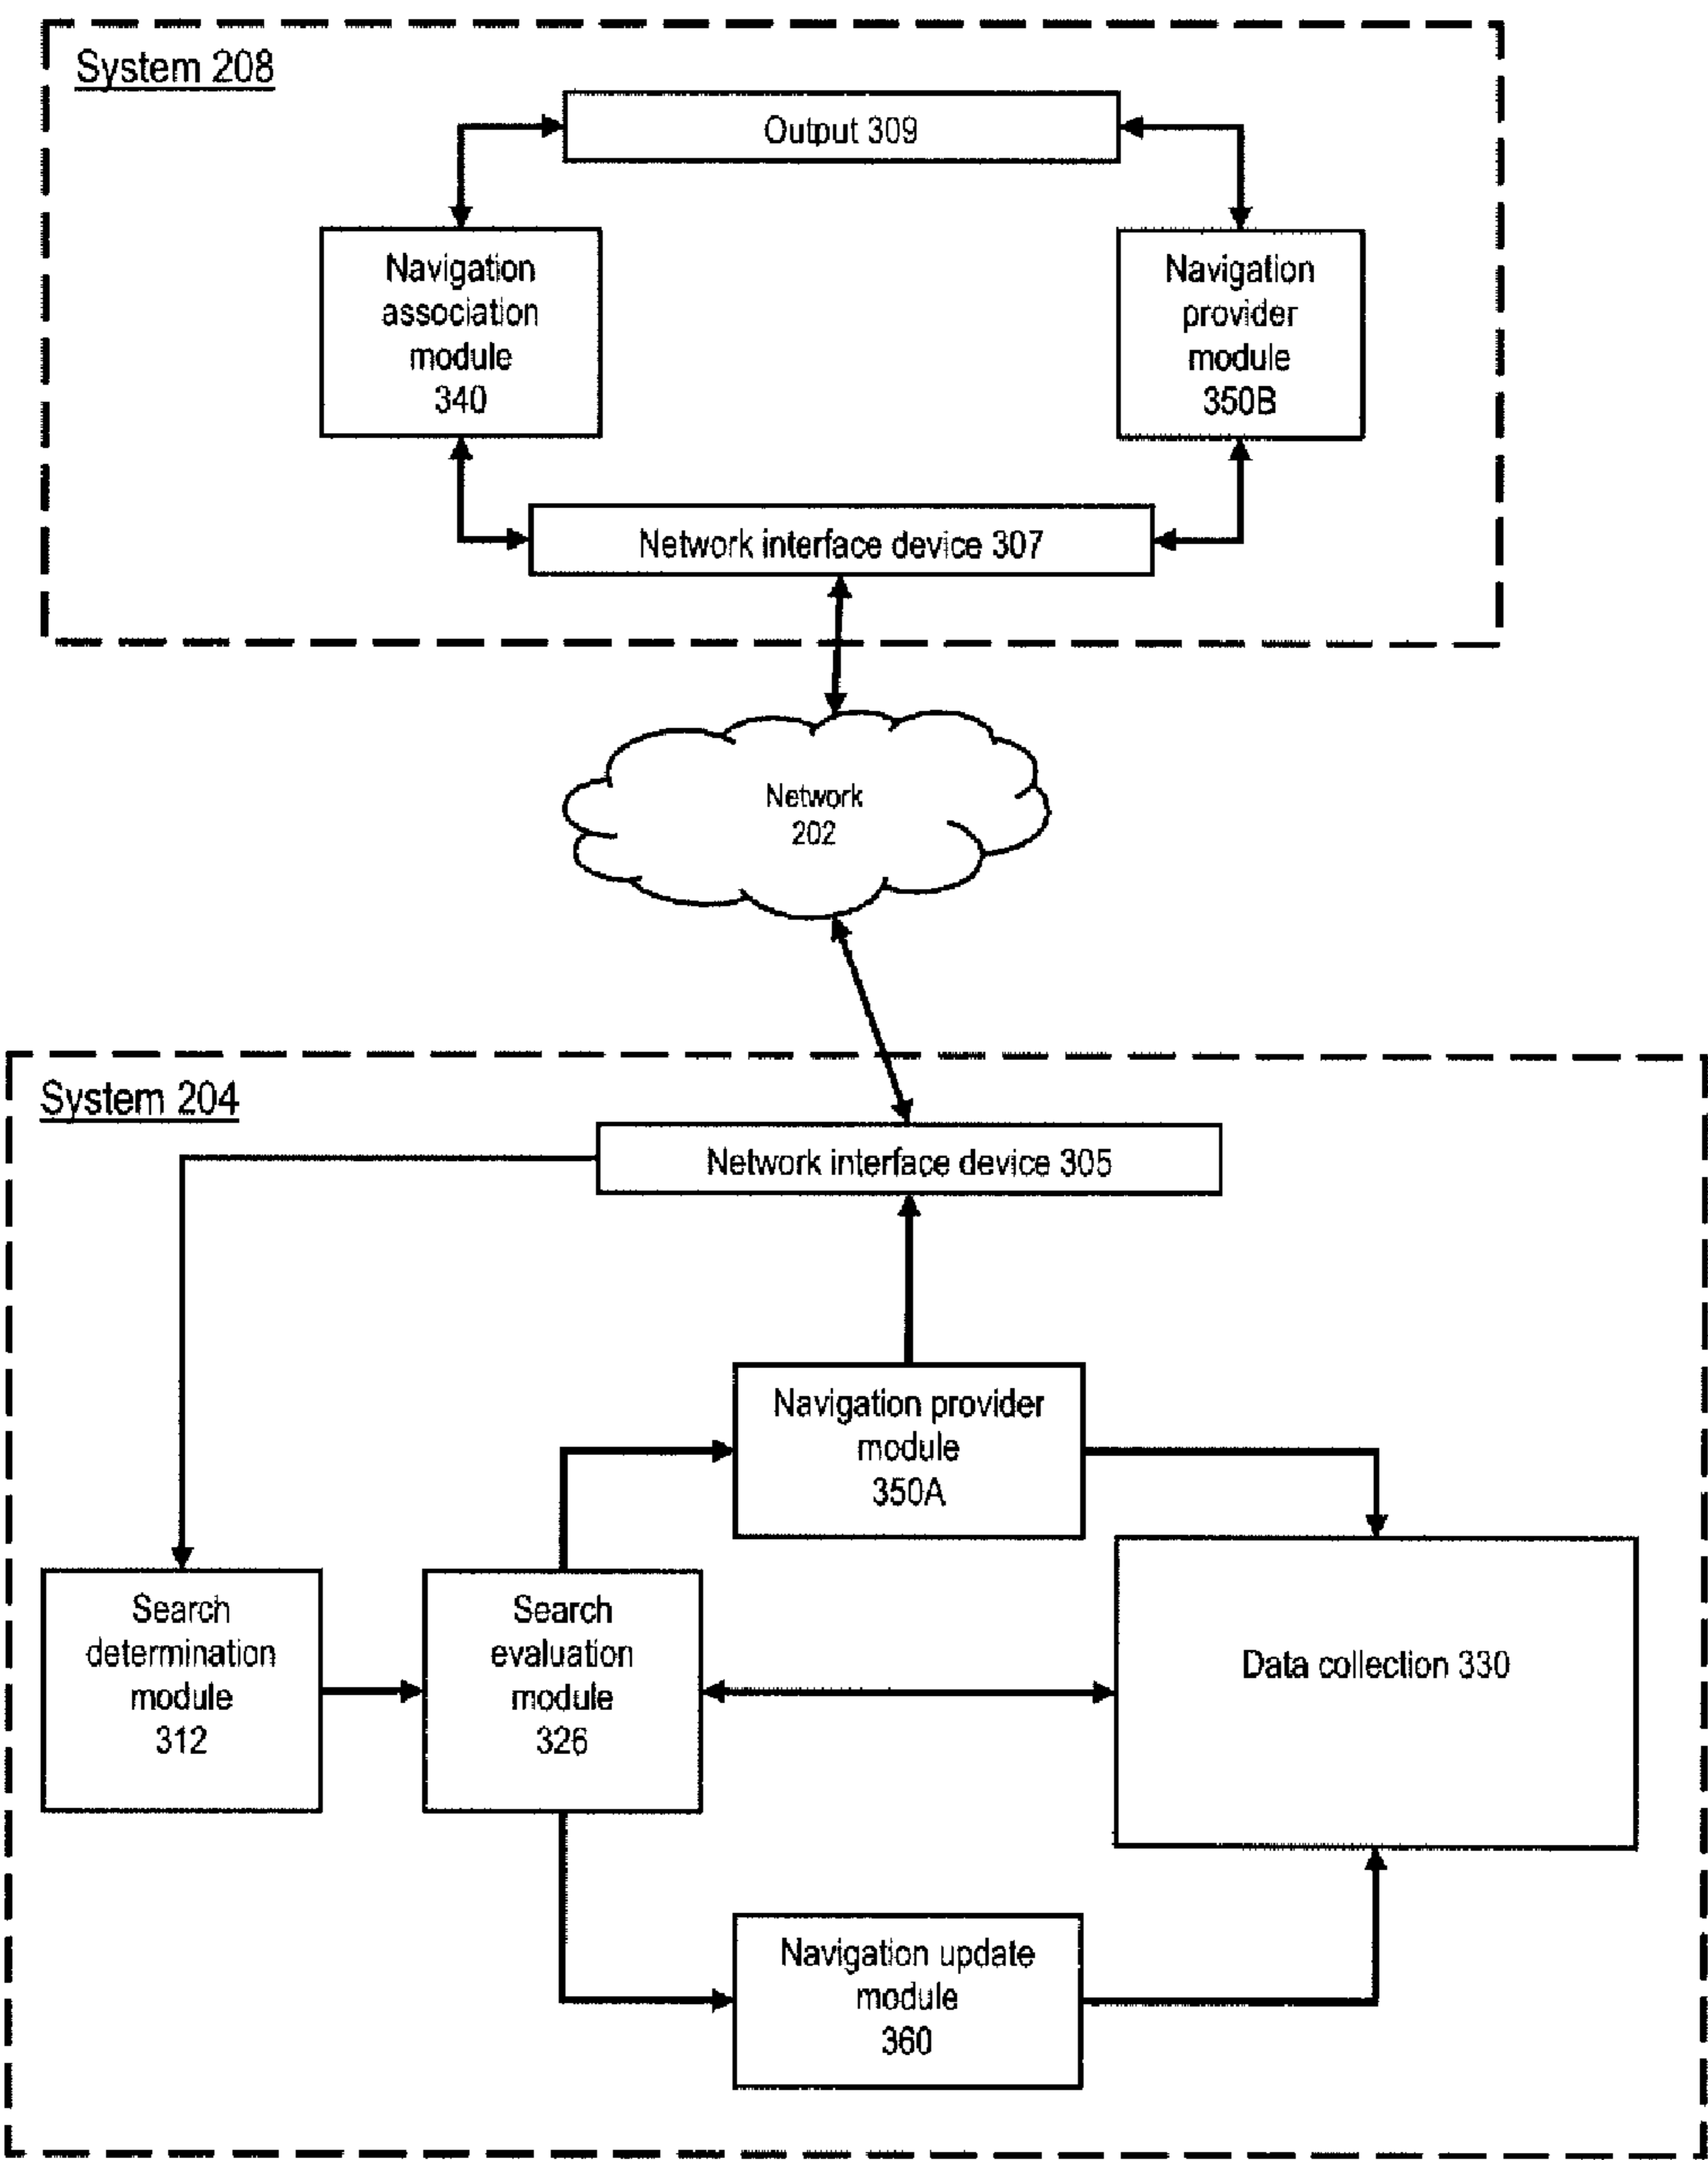 System 208
Output 309
Navigation
association
module
340
Navigation
provider
module
350B
Network interface device 307
Network
202
System 204
Network interface device 305
Navigation provider
module
350A
Search
determination
module
312
Search
evaluation
module
326
Data collection 330
Navigation update
module
360